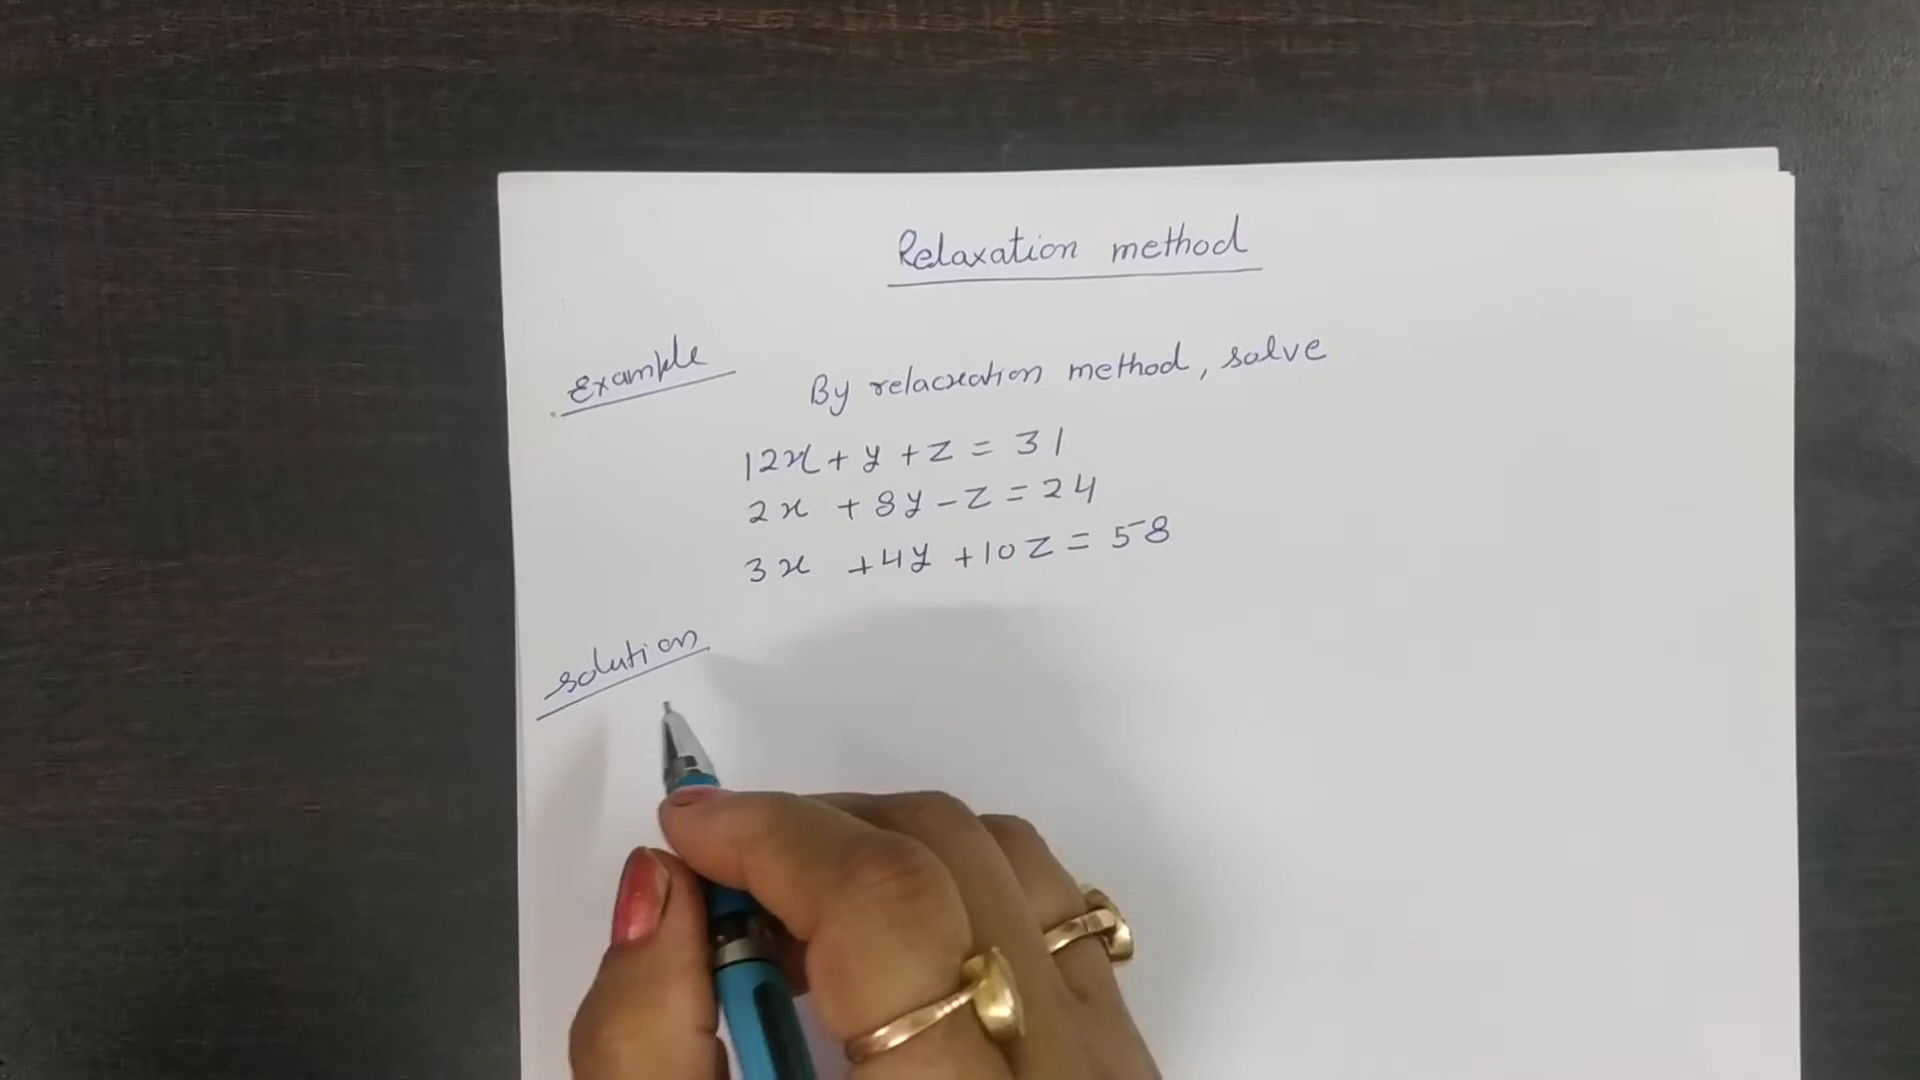 Relaxation method
Example
By relaxation method, solve
12x + y + z = 31
2x + 8y - z = 24
3x + 4y + 10z = 58
solution